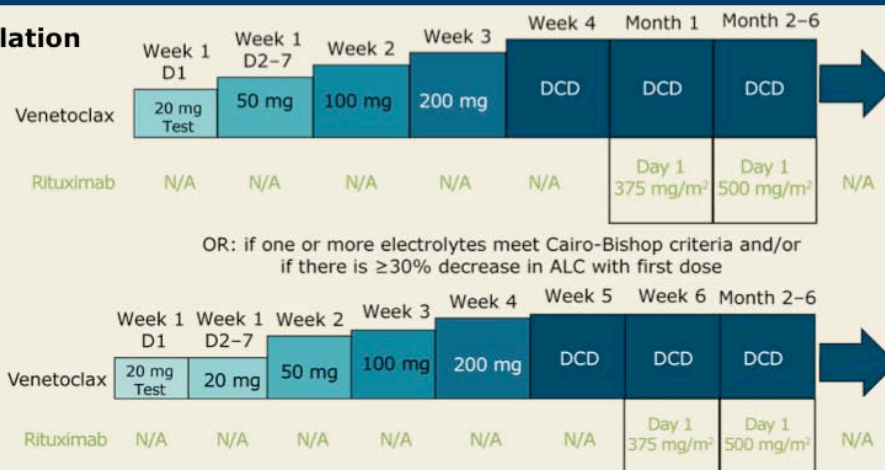 lation
Week 1 D1
Week 1 D2–7
Week 2
Week 3
Week 4
Month 1
Month 2–6
Venetoclax
20 mg Test
50 mg
100 mg
200 mg
DCD
DCD
DCD
Rituximab
N/A
N/A
N/A
N/A
N/A
Day 1 375 mg/m²
Day 1 500 mg/m²
N/A
OR: if one or more electrolytes meet Cairo-Bishop criteria and/or
if there is ≥30% decrease in ALC with first dose
Week 1 D1
Week 1 D2–7
Week 2
Week 3
Week 4
Week 5
Week 6
Month 2–6
Venetoclax
20 mg Test
20 mg
50 mg
100 mg
200 mg
DCD
DCD
DCD
Rituximab
N/A
N/A
N/A
N/A
N/A
N/A
Day 1 375 mg/m²
Day 1 500 mg/m²
N/A